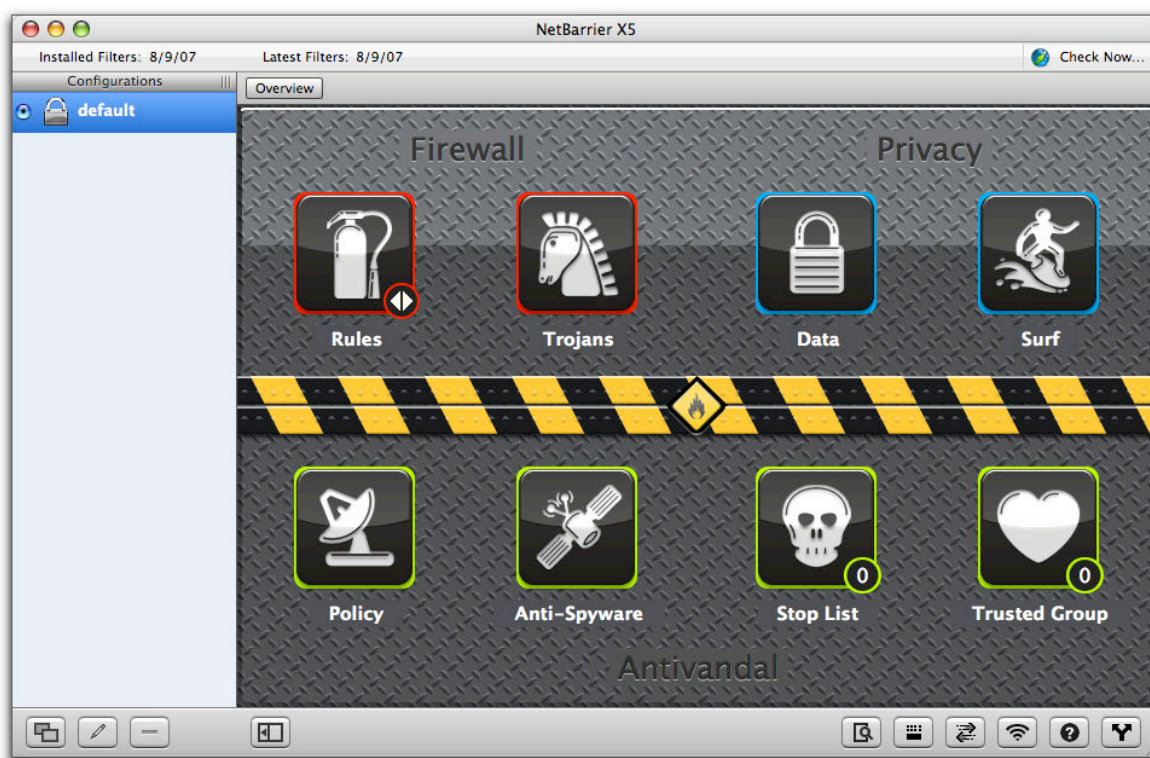 NetBarrier X5
Installed Filters: 8/9/07 Latest Filters: 8/9/07 Check Now...
Configurations
Overview
default
Firewall Privacy
Rules Trojans Data Surf
0 0
Policy Anti-Spyware Stop List Trusted Group
Antivandal
?